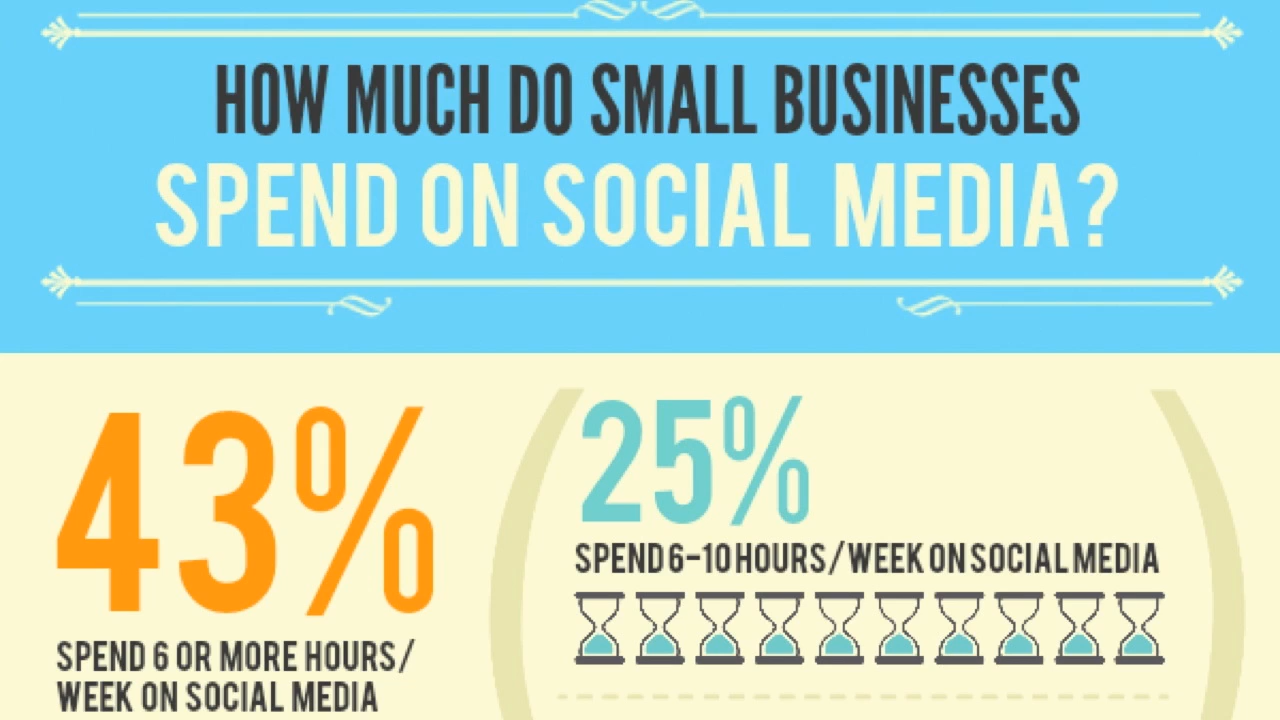 HOW MUCH DO SMALL BUSINESSES
SPEND ON SOCIAL MEDIA?
43%
SPEND 6 OR MORE HOURS/
WEEK ON SOCIAL MEDIA
25%
SPEND 6-10 HOURS/WEEK ON SOCIAL MEDIA